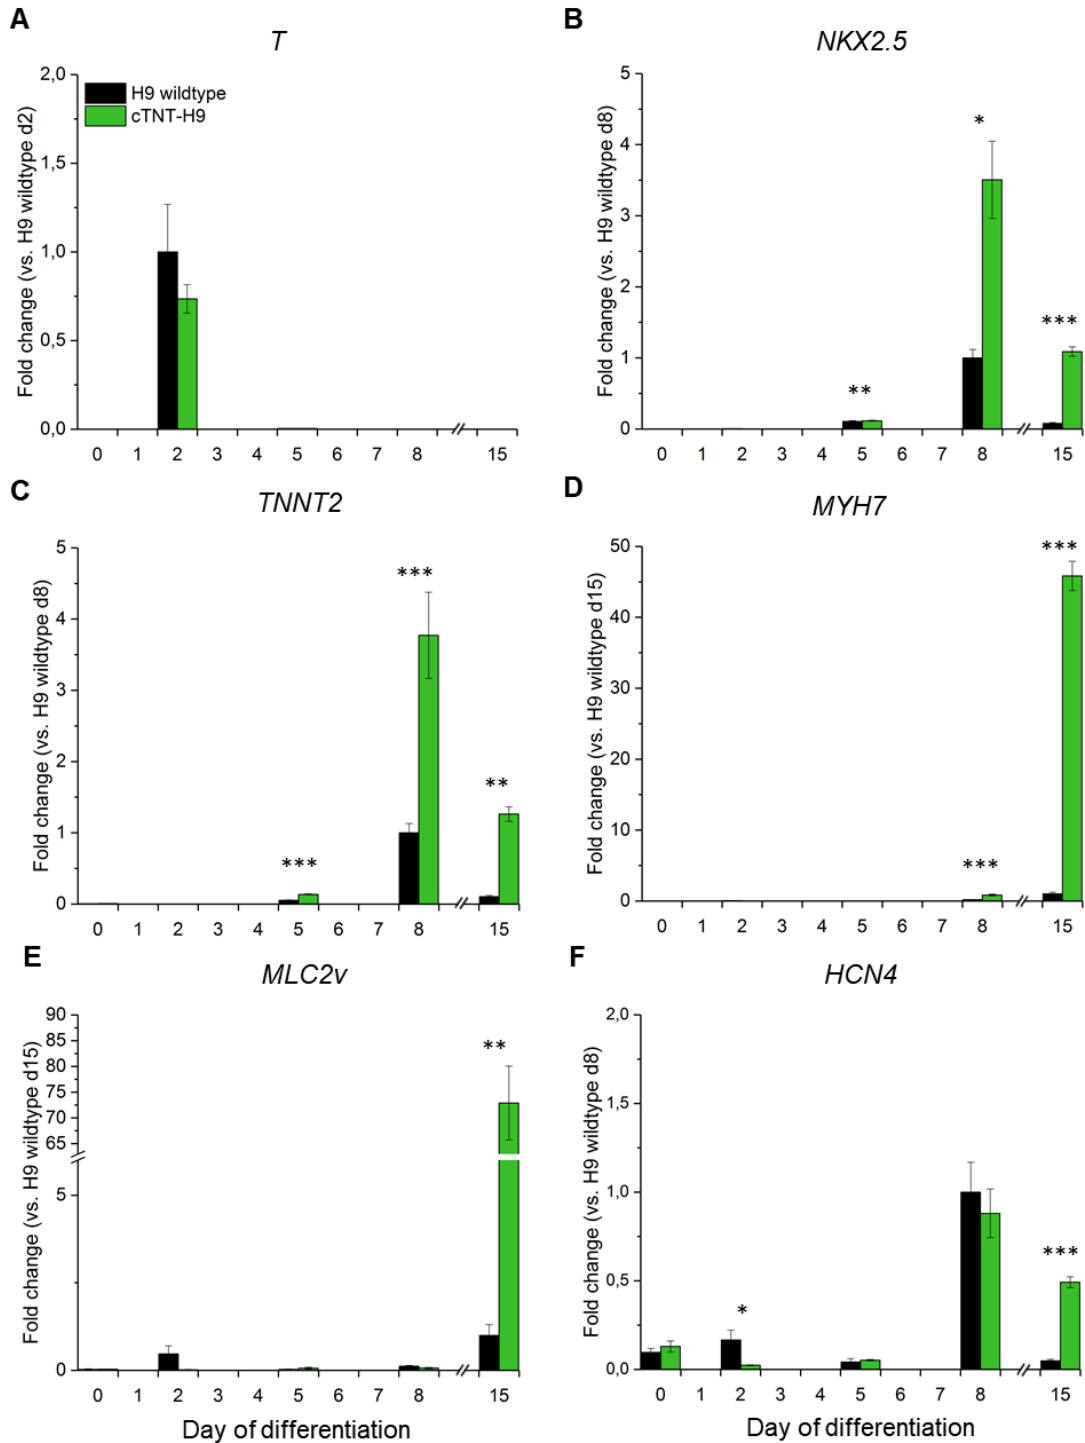 A
T
Fold change (vs. H9 wildtype d2)
2,0
1,5
1,0
0,5
0,0
H9 wildtype
cTNT-H9
0 1 2 3 4 5 6 7 8 15
B
NKX2.5
Fold change (vs. H9 wildtype d8)
5
4
3
2
1
0
**
*
***
0 1 2 3 4 5 6 7 8 15
C
TNNT2
Fold change (vs. H9 wildtype d8)
5
4
3
2
1
0
***
***
**
0 1 2 3 4 5 6 7 8 15
D
MYH7
Fold change (vs. H9 wildtype d15)
50
40
30
20
10
0
***
***
0 1 2 3 4 5 6 7 8 15
E
MLC2v
Fold change (vs. H9 wildtype d15)
90
85
80
75
70
65
5
0
**
0 1 2 3 4 5 6 7 8 15
Day of differentiation
F
HCN4
Fold change (vs. H9 wildtype d8)
2,0
1,5
1,0
0,5
0,0
*
***
0 1 2 3 4 5 6 7 8 15
Day of differentiation